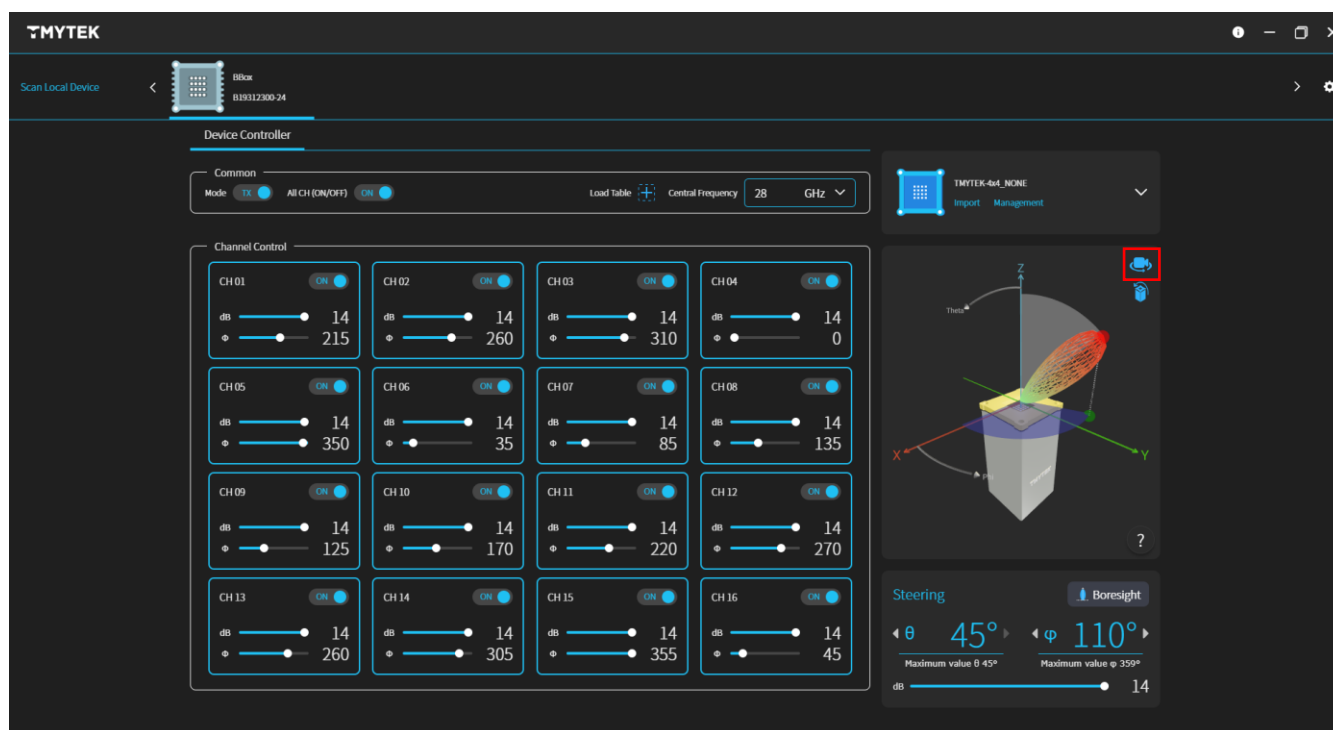 TMYTEK
Scan Local Device
BBox
B19312300-24
Device Controller
Common
Mode TX All CH (ON/OFF) ON Load Table Central Frequency 28 GHz
Channel Control
CH 01 ON
dB 14
Φ 215
CH 02 ON
dB 14
Φ 260
CH 03 ON
dB 14
Φ 310
CH 04 ON
dB 14
Φ 0
CH 05 ON
dB 14
Φ 350
CH 06 ON
dB 14
Φ 35
CH 07 ON
dB 14
Φ 85
CH 08 ON
dB 14
Φ 135
CH 09 ON
dB 14
Φ 125
CH 10 ON
dB 14
Φ 170
CH 11 ON
dB 14
Φ 220
CH 12 ON
dB 14
Φ 270
CH 13 ON
dB 14
Φ 260
CH 14 ON
dB 14
Φ 305
CH 15 ON
dB 14
Φ 355
CH 16 ON
dB 14
Φ 45
TMYTEK-4x4_NONE
Import Management
Z
Theta
X
Y
PHI
TMYTEK
?
Steering Boresight
θ 45° φ 110°
Maximum value θ 45° Maximum value φ 359°
dB 14